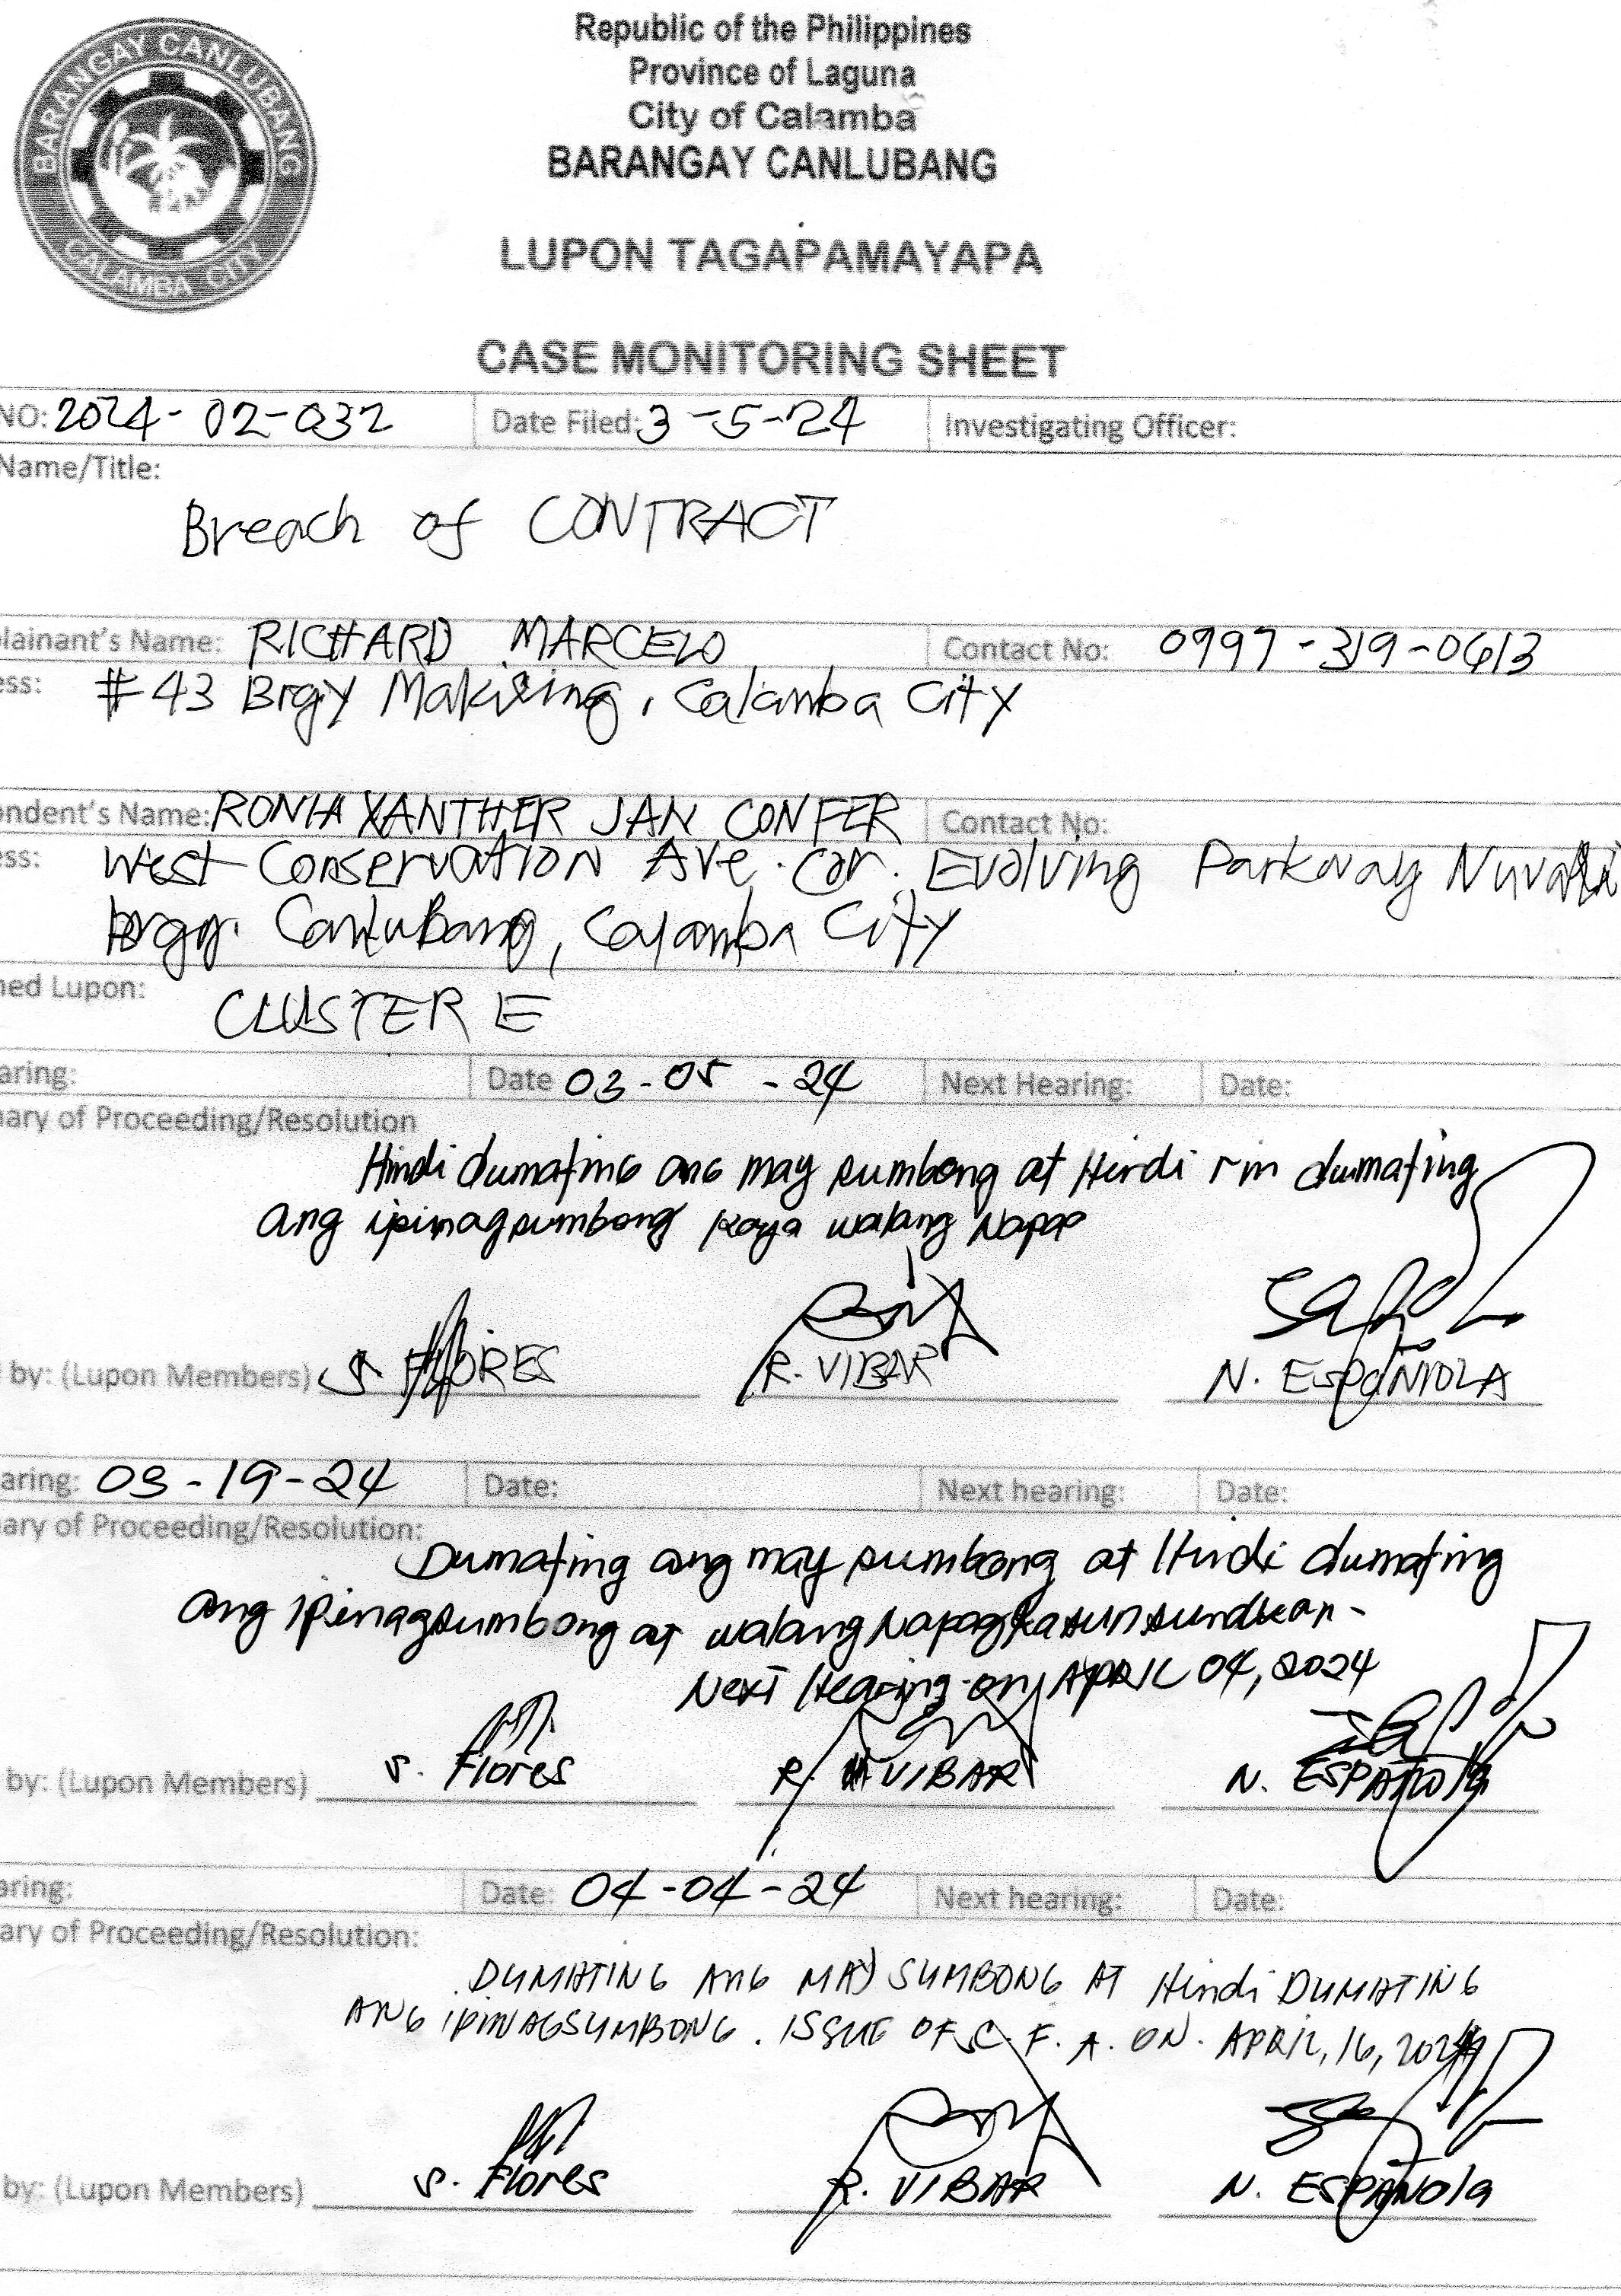 BARANGAY CANLUBANG
CALAMBA CITY
Republic of the Philippines
Province of Laguna
City of Calamba
BARANGAY CANLUBANG
LUPON TAGAPAMAYAPA
CASE MONITORING SHEET
NO: 2024-02-032 Date Filed: 3-5-24 Investigating Officer:
Name/Title:
Breach of CONTRACT
lainant's Name: RICHARD MARCELO Contact No: 0997-319-0613
ess: #43 Brgy Makiling, Calamba City
ondent's Name: RONIA XANTHER JAN CONFER Contact No:
ess: West Conservation Ave. cor. Evolving Parkway Nuvali
brgy. Canlubang, Calamba City
ned Lupon: CLUSTER E
aring: Date 03-05-24 Next Hearing: Date:
nary of Proceeding/Resolution
Hindi dumating ang may sumbong at Hindi rin dumating
ang ipinagsumbong kaya walang Napag
by: (Lupon Members) S. FLORES R. VIBAR N. ESPAÑIOLA
aring: 03-19-24 Date: Next hearing: Date:
ary of Proceeding/Resolution:
Dumating ang may sumbong at Hindi dumating
ang ipinagsumbong at walang Napagkasunsunduan-
Next Hearing on APRIL 04, 2024
by: (Lupon Members) S. Flores R. VIBAR N. ESPAÑOla
aring: Date: 04-04-24 Next hearing: Date:
ary of Proceeding/Resolution:
DUMATING ANG MAY SUMBONG AT Hindi DUMATING
ANG IPINAGSUMBONG. ISSUE OF C.F.A. ON. APRIL, 16, 2024
by: (Lupon Members) S. Flores R. VIBAR N. ESPAÑOla